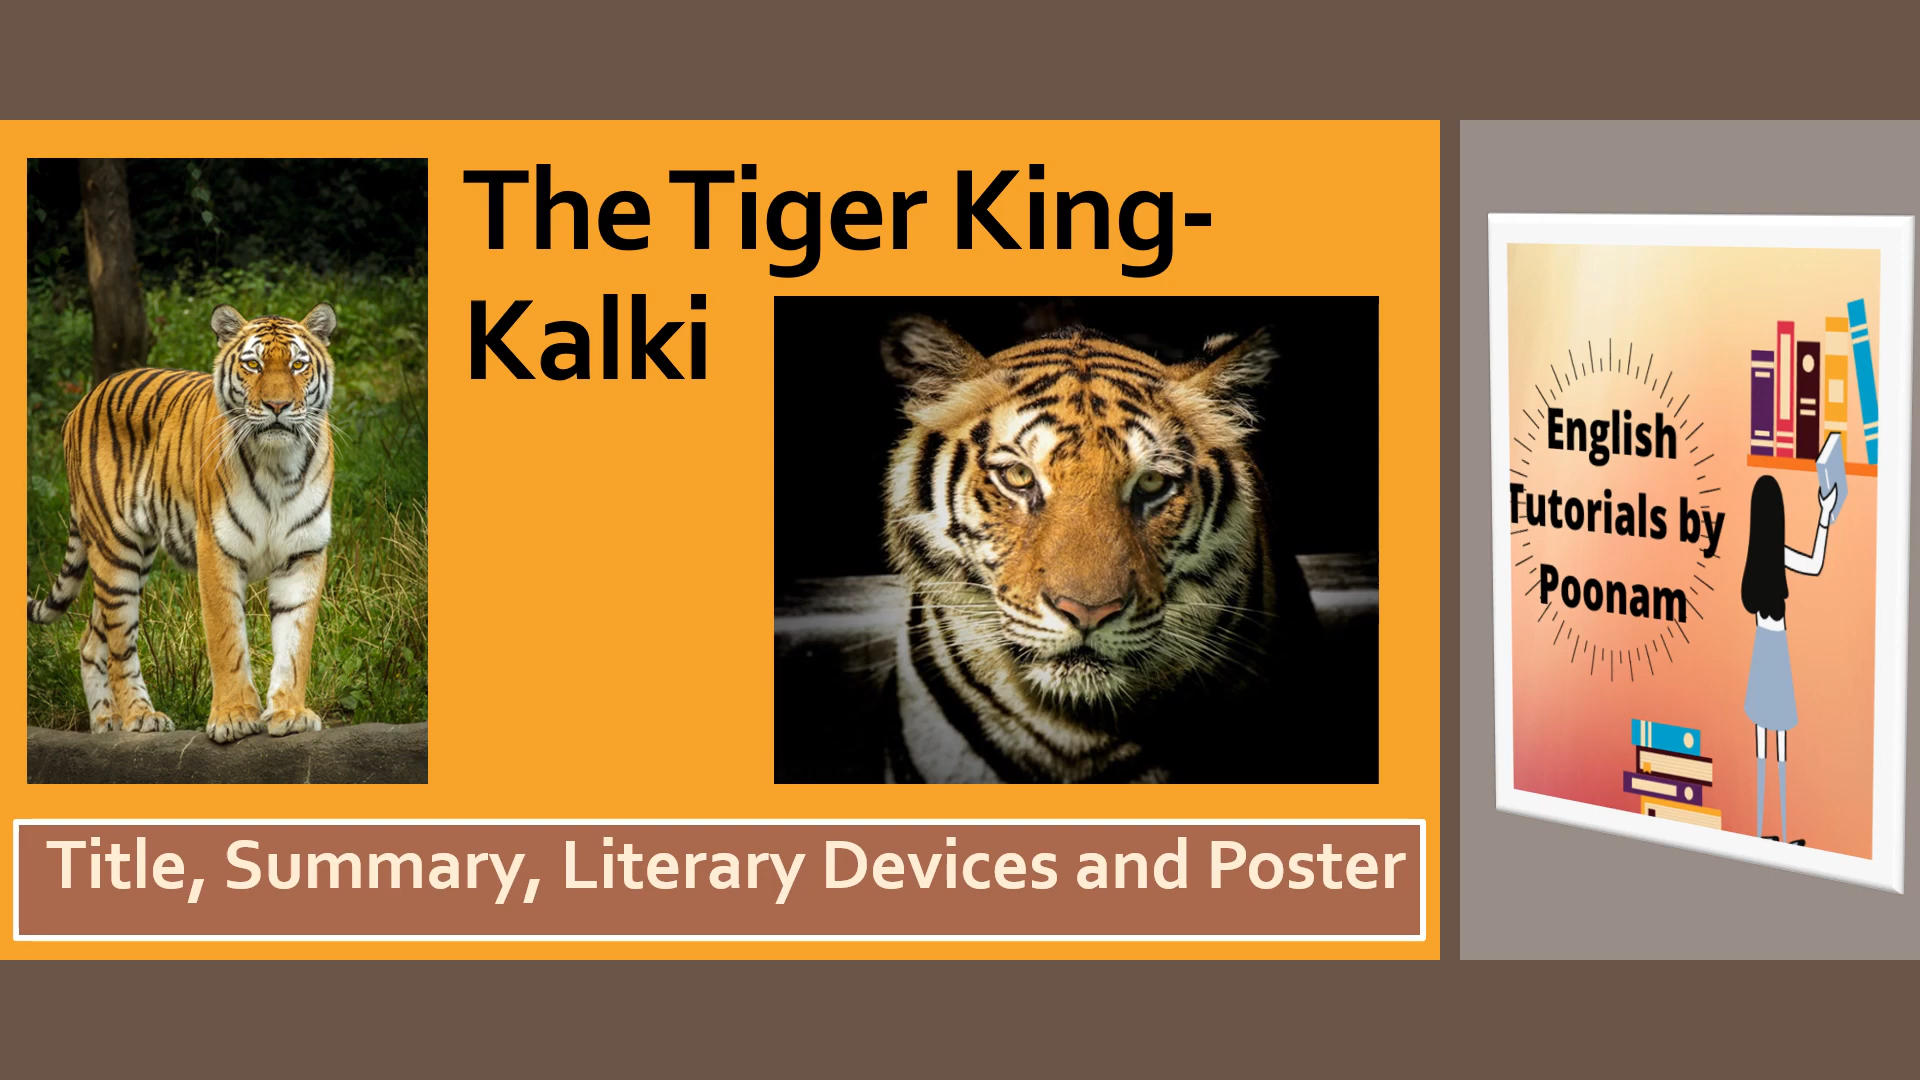 The Tiger King-
Kalki
Title, Summary, Literary Devices and Poster
English
Tutorials by
Poonam